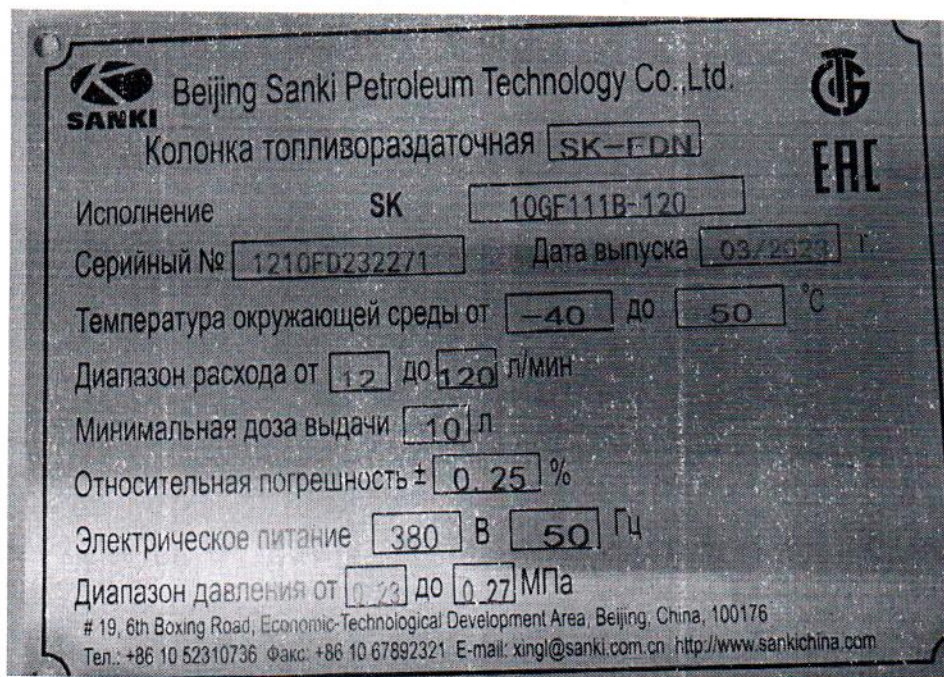 SANKI
Beijing Sanki Petroleum Technology Co.,Ltd.
Колонка топливораздаточная SK-FDN
EAC
Исполнение SK 10GF111B-120
Серийный № 1210FD232271 Дата выпуска 03/2023 г
Температура окружающей среды от -40 до 50 °C
Диапазон расхода от 12 до 120 л/мин
Минимальная доза выдачи 10 л
Относительная погрешность ± 0.25 %
Электрическое питание 380 В 50 Гц
Диапазон давления от 0.23 до 0.27 МПа
# 19, 6th Boxing Road, Economic-Technological Development Area, Beijing, China, 100176
Тел.: +86 10 52310736 Факс: +86 10 67892321 E-mail: xingl@sanki.com.cn http://www.sankichina.com